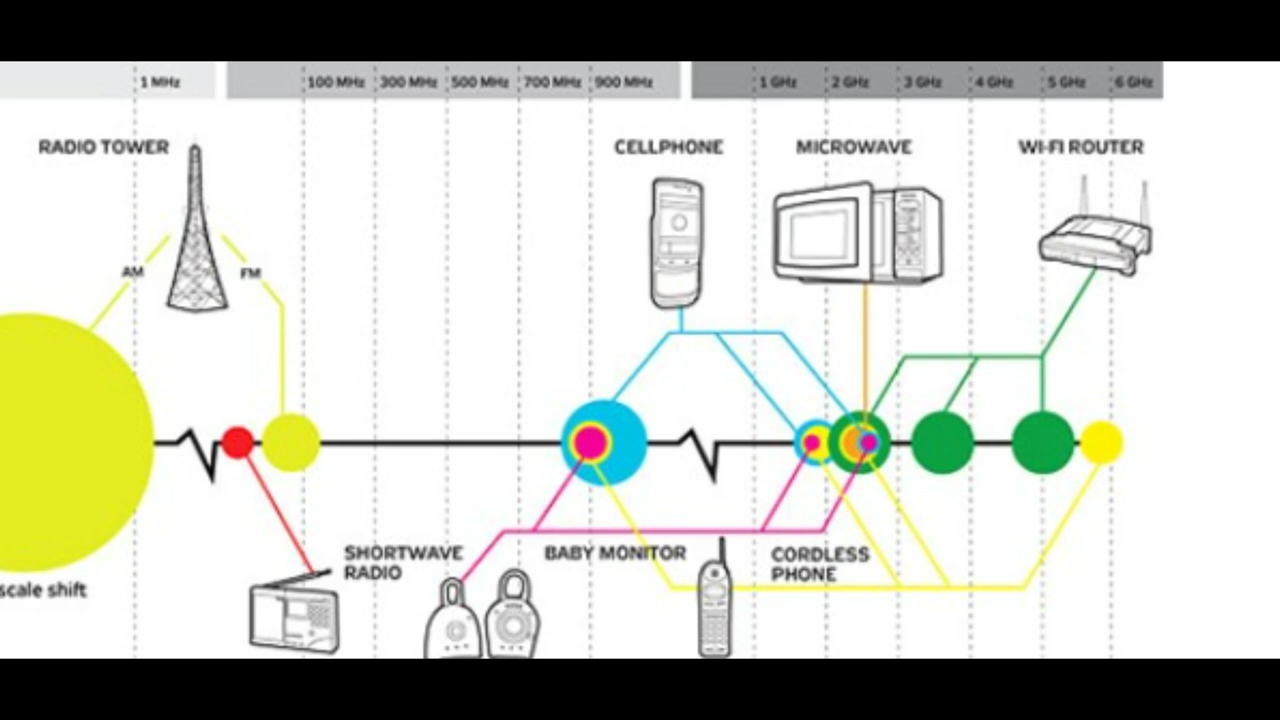 1 MHz 100 MHz 300 MHz 500 MHz 700 MHz 900 MHz 1 GHz 2 GHz 3 GHz 4 GHz 5 GHz 6 GHz
RADIO TOWER CELLPHONE MICROWAVE WI-FI ROUTER
AM FM
SHORTWAVE
RADIO
BABY MONITOR
CORDLESS
PHONE
scale shift